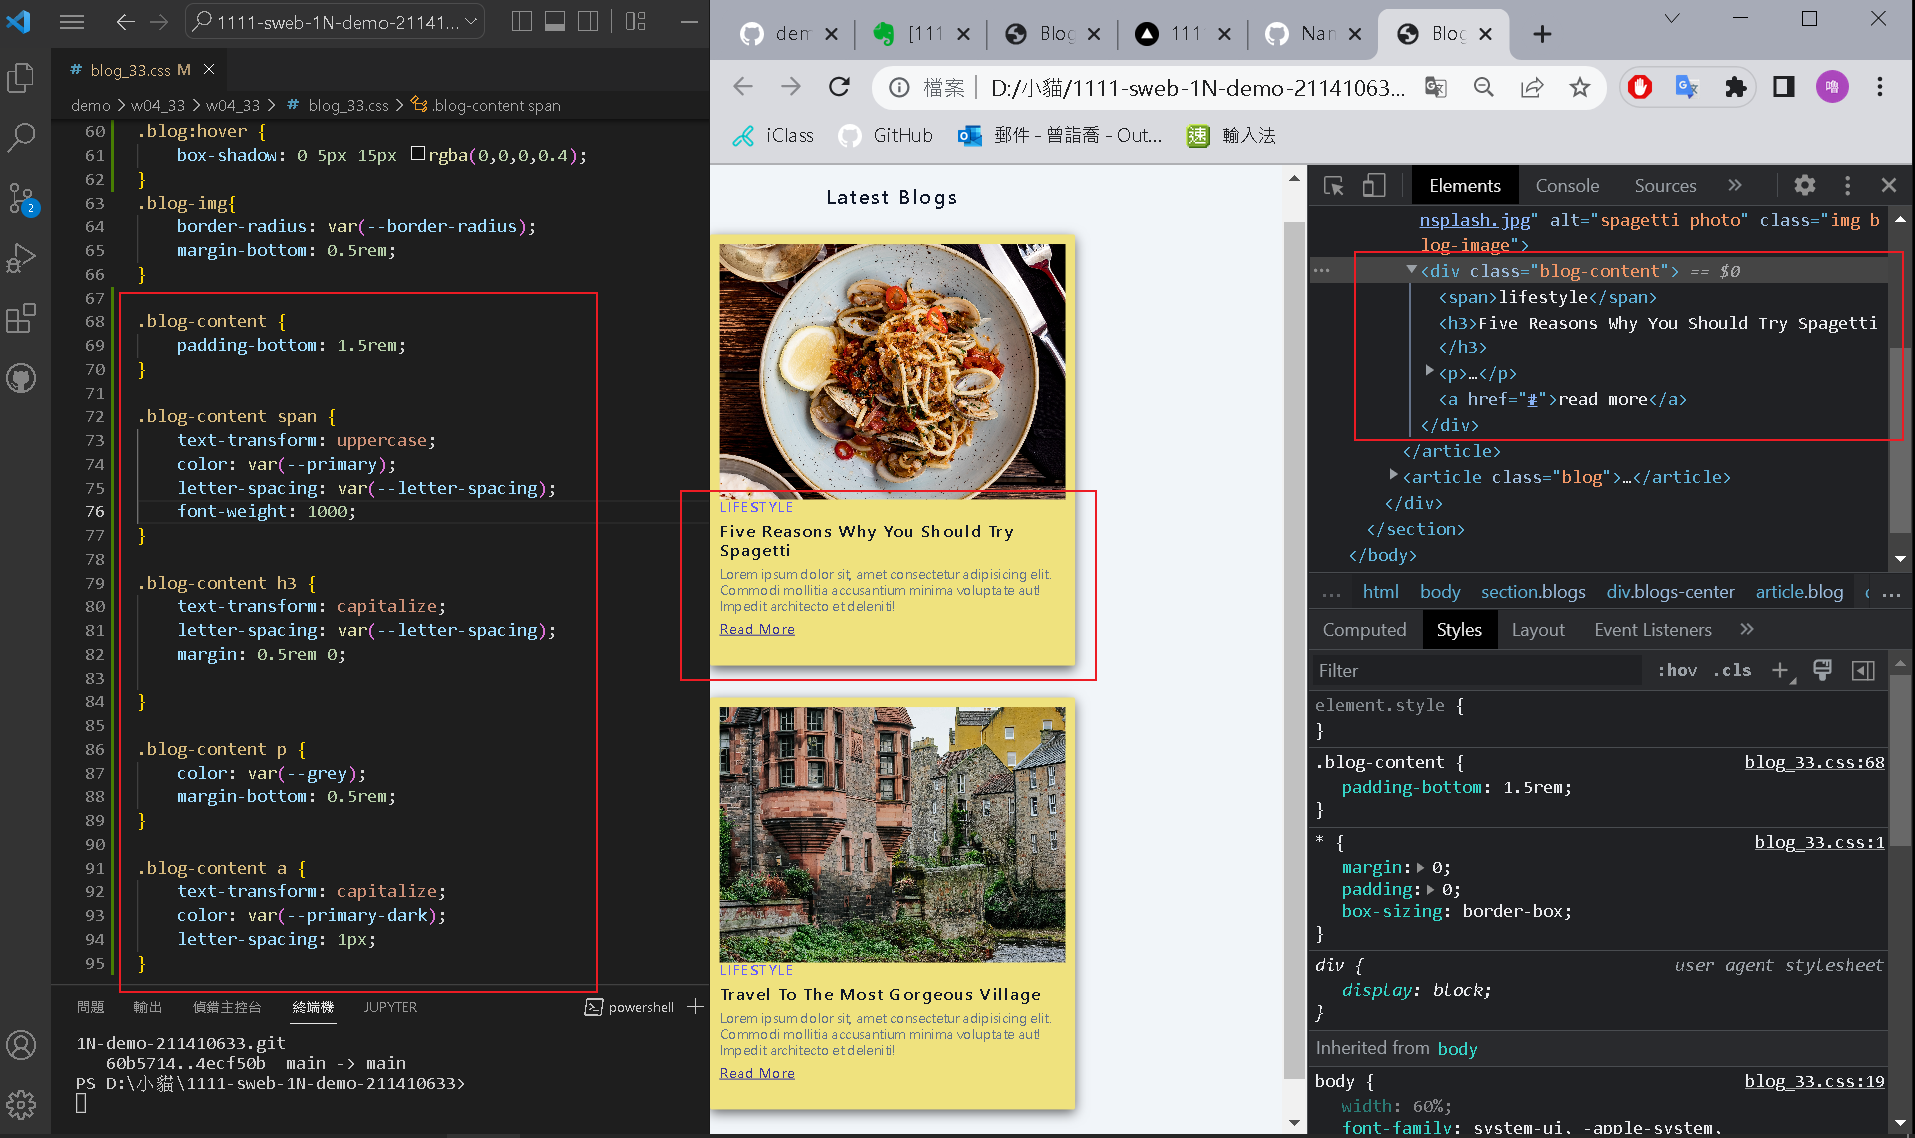 1111-sweb-1N-demo-21141...
# blog_33.css M
demo > w04_33 > w04_33 > # blog_33.css > .blog-content span
60 .blog:hover {
61 box-shadow: 0 5px 15px rgba(0,0,0,0.4);
62 }
63 .blog-img{
64 border-radius: var(--border-radius);
65 margin-bottom: 0.5rem;
66 }
67
68 .blog-content {
69 padding-bottom: 1.5rem;
70 }
71
72 .blog-content span {
73 text-transform: uppercase;
74 color: var(--primary);
75 letter-spacing: var(--letter-spacing);
76 font-weight: 1000;
77 }
78
79 .blog-content h3 {
80 text-transform: capitalize;
81 letter-spacing: var(--letter-spacing);
82 margin: 0.5rem 0;
83
84 }
85
86 .blog-content p {
87 color: var(--grey);
88 margin-bottom: 0.5rem;
89 }
90
91 .blog-content a {
92 text-transform: capitalize;
93 color: var(--primary-dark);
94 letter-spacing: 1px;
95 }
2
問題 輸出 偵錯主控台 終端機 JUPYTER powershell
1N-demo-211410633.git
60b5714..4ecf50b main -> main
PS D:\小貓\1111-sweb-1N-demo-211410633>
dem [111 Blog 111 Nan Blog
檔案 | D:/小貓/1111-sweb-1N-demo-21141063... 嚕
iClass GitHub 郵件 - 曾詣喬 - Out... 速 輸入法
Latest Blogs
LIFESTYLE
Five Reasons Why You Should Try
Spagetti
Lorem ipsum dolor sit, amet consectetur adipisicing elit.
Commodi mollitia accusantium minima voluptate aut!
Impedit architecto et deleniti!
Read More
LIFESTYLE
Travel To The Most Gorgeous Village
Lorem ipsum dolor sit, amet consectetur adipisicing elit.
Commodi mollitia accusantium minima voluptate aut!
Impedit architecto et deleniti!
Read More
Elements Console Sources »
nsplash.jpg" alt="spagetti photo" class="img b
log-image">
<div class="blog-content"> == $0
<span>lifestyle</span>
<h3>Five Reasons Why You Should Try Spagetti
</h3>
<p>…</p>
<a href="#">read more</a>
</div>
</article>
<article class="blog">…</article>
</div>
</section>
</body>
... html body section.blogs div.blogs-center article.blog ...
Computed Styles Layout Event Listeners »
Filter :hov .cls
element.style {
}
.blog-content { blog_33.css:68
padding-bottom: 1.5rem;
}
* { blog_33.css:1
margin: 0;
padding: 0;
box-sizing: border-box;
}
div { user agent stylesheet
display: block;
}
Inherited from body
body { blog_33.css:19
width: 60%;
font-family: system-ui, -apple-system,